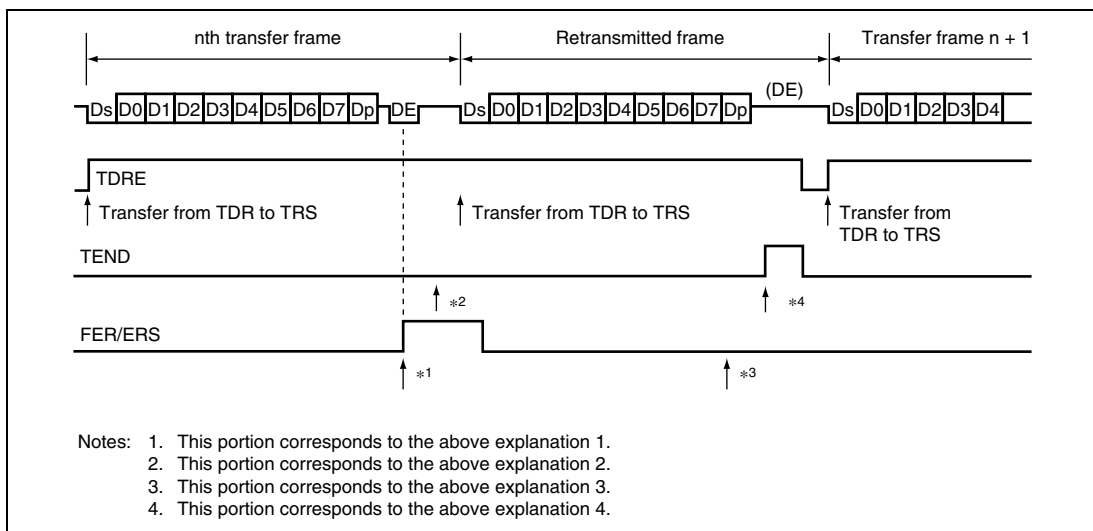 nth transfer frame Retransmitted frame Transfer frame n + 1
Ds D0 D1 D2 D3 D4 D5 D6 D7 Dp DE Ds D0 D1 D2 D3 D4 D5 D6 D7 Dp (DE) Ds D0 D1 D2 D3 D4
TDRE
Transfer from TDR to TRS Transfer from TDR to TRS Transfer from
TDR to TRS
TEND
*2 *4
FER/ERS
*1 *3
Notes: 1. This portion corresponds to the above explanation 1.
2. This portion corresponds to the above explanation 2.
3. This portion corresponds to the above explanation 3.
4. This portion corresponds to the above explanation 4.